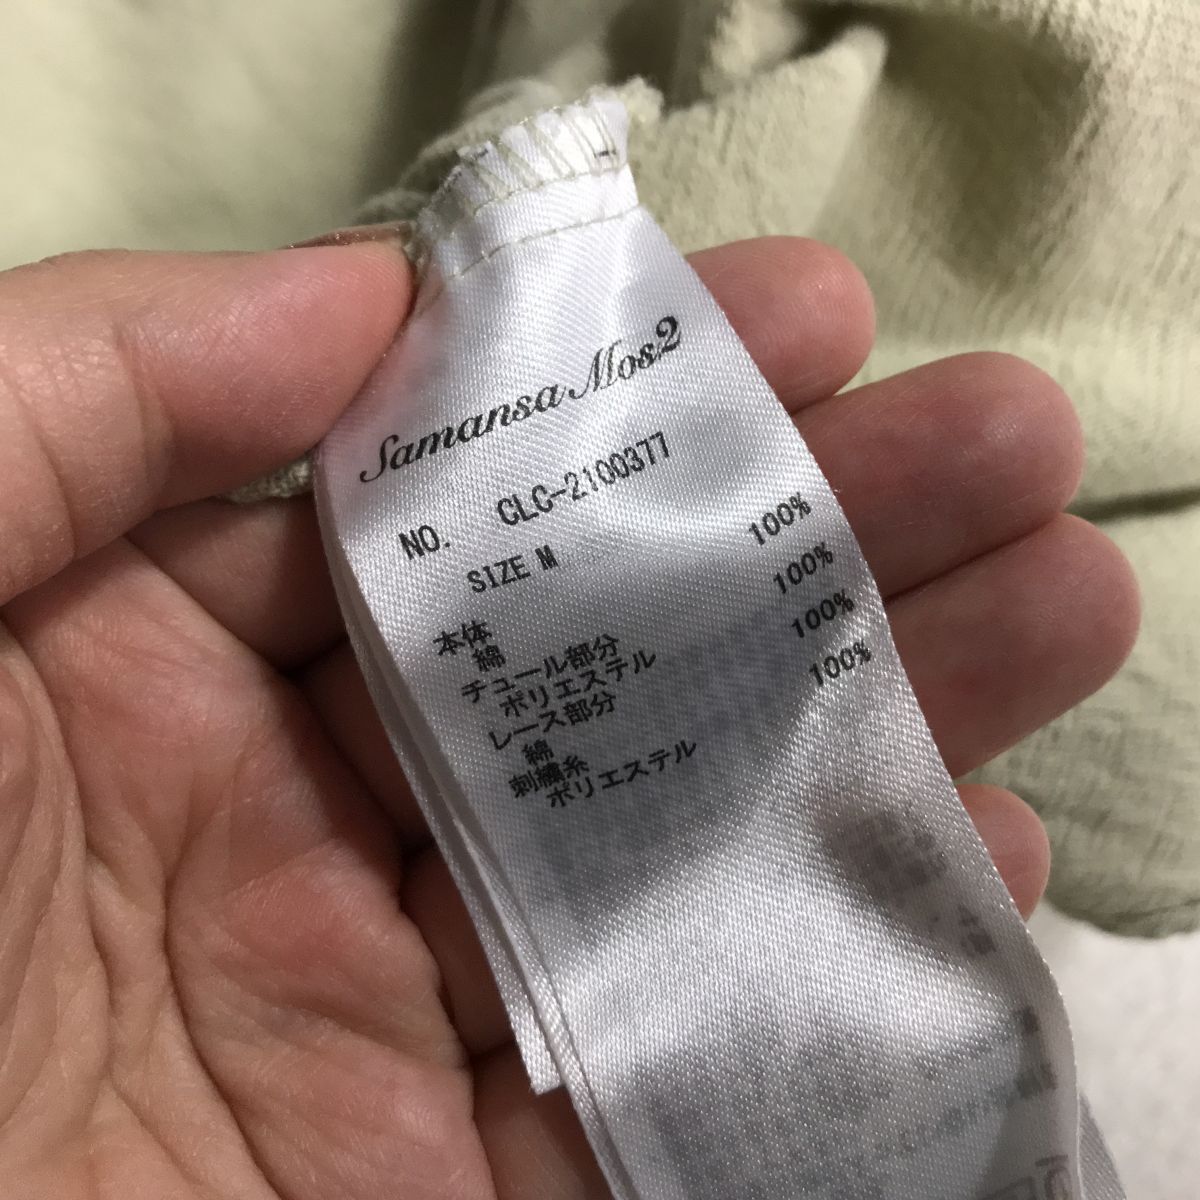 Samansa Mos2
NO. CLC-2100377
SIZE M
本体
綿 100%
チュール部分
ポリエステル 100%
レース部分
綿 100%
刺繍糸
ポリエステル 100%